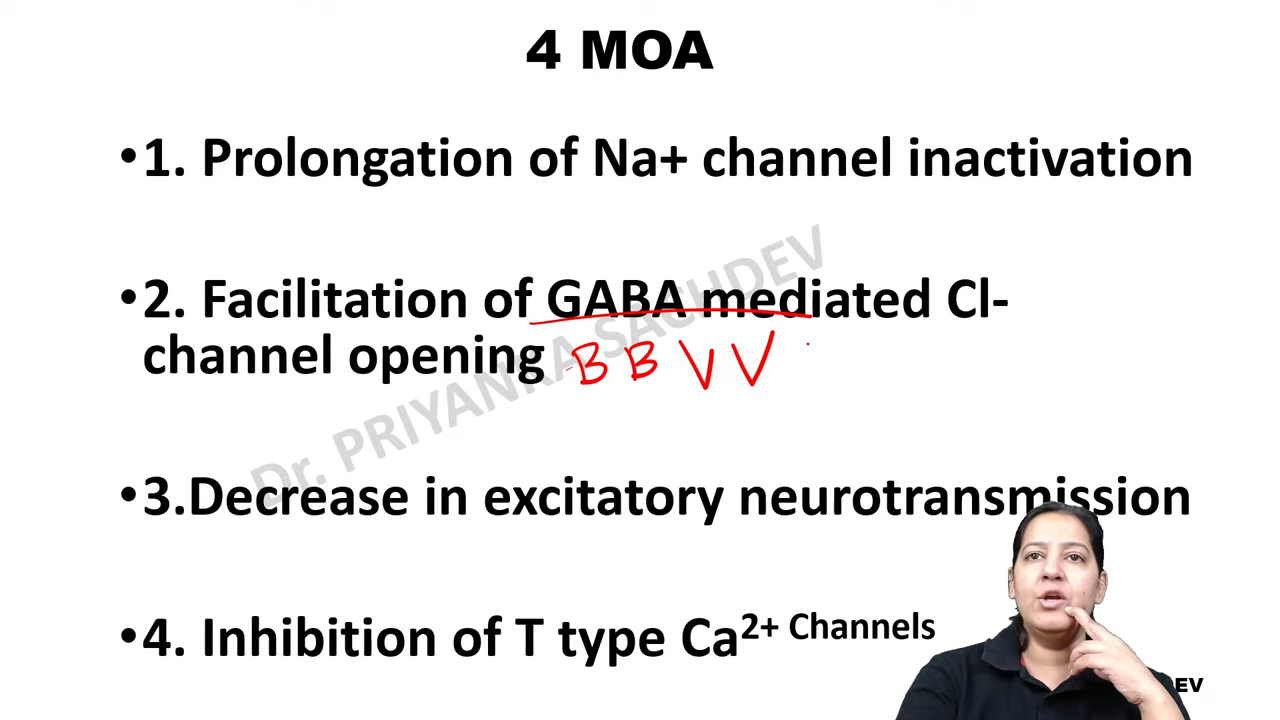 4 MOA
•1. Prolongation of Na+ channel inactivation
•2. Facilitation of GABA mediated Cl-
channel opening B B V V
Dr. PRIYANKA SACHDEV
•3.Decrease in excitatory neurotransmission
•4. Inhibition of T type Ca2+ Channels
EV